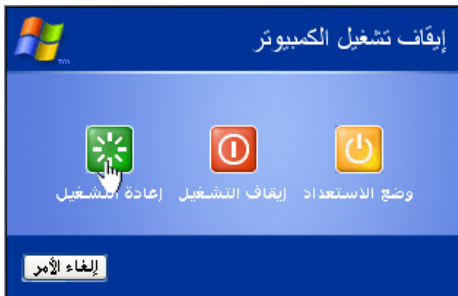 إيقاف تشغيل الكمبيوتر
وضع الاستعداد
إيقاف التشغيل
إعادة التشغيل
إلغاء الأمر